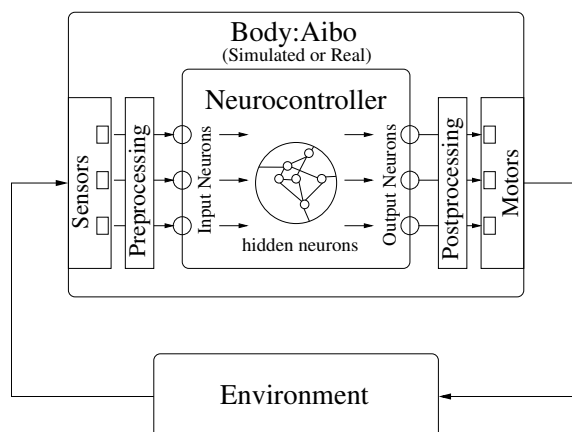 Body:Aibo
(Simulated or Real)
Neurocontroller
Sensors
Preprocessing
Input Neurons
hidden neurons
Output Neurons
Postprocessing
Motors
Environment